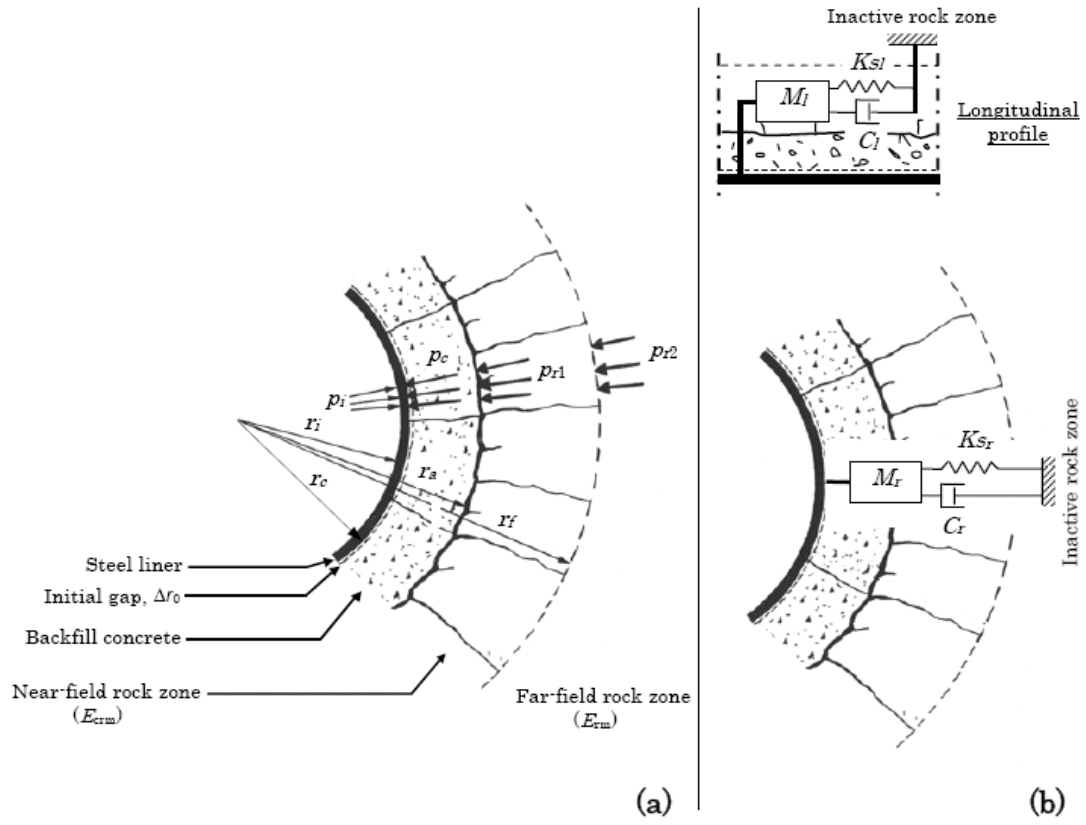 Inactive rock zone
Ksl
Ml
Cl
Longitudinal
profile
pc
pr1
pr2
pi
ri
rc
ra
rf
Steel liner
Initial gap, Δr0
Backfill concrete
Near-field rock zone
(Ecrm)
Far-field rock zone
(Erm)
(a)
Mr
Ksr
Cr
Inactive rock zone
(b)